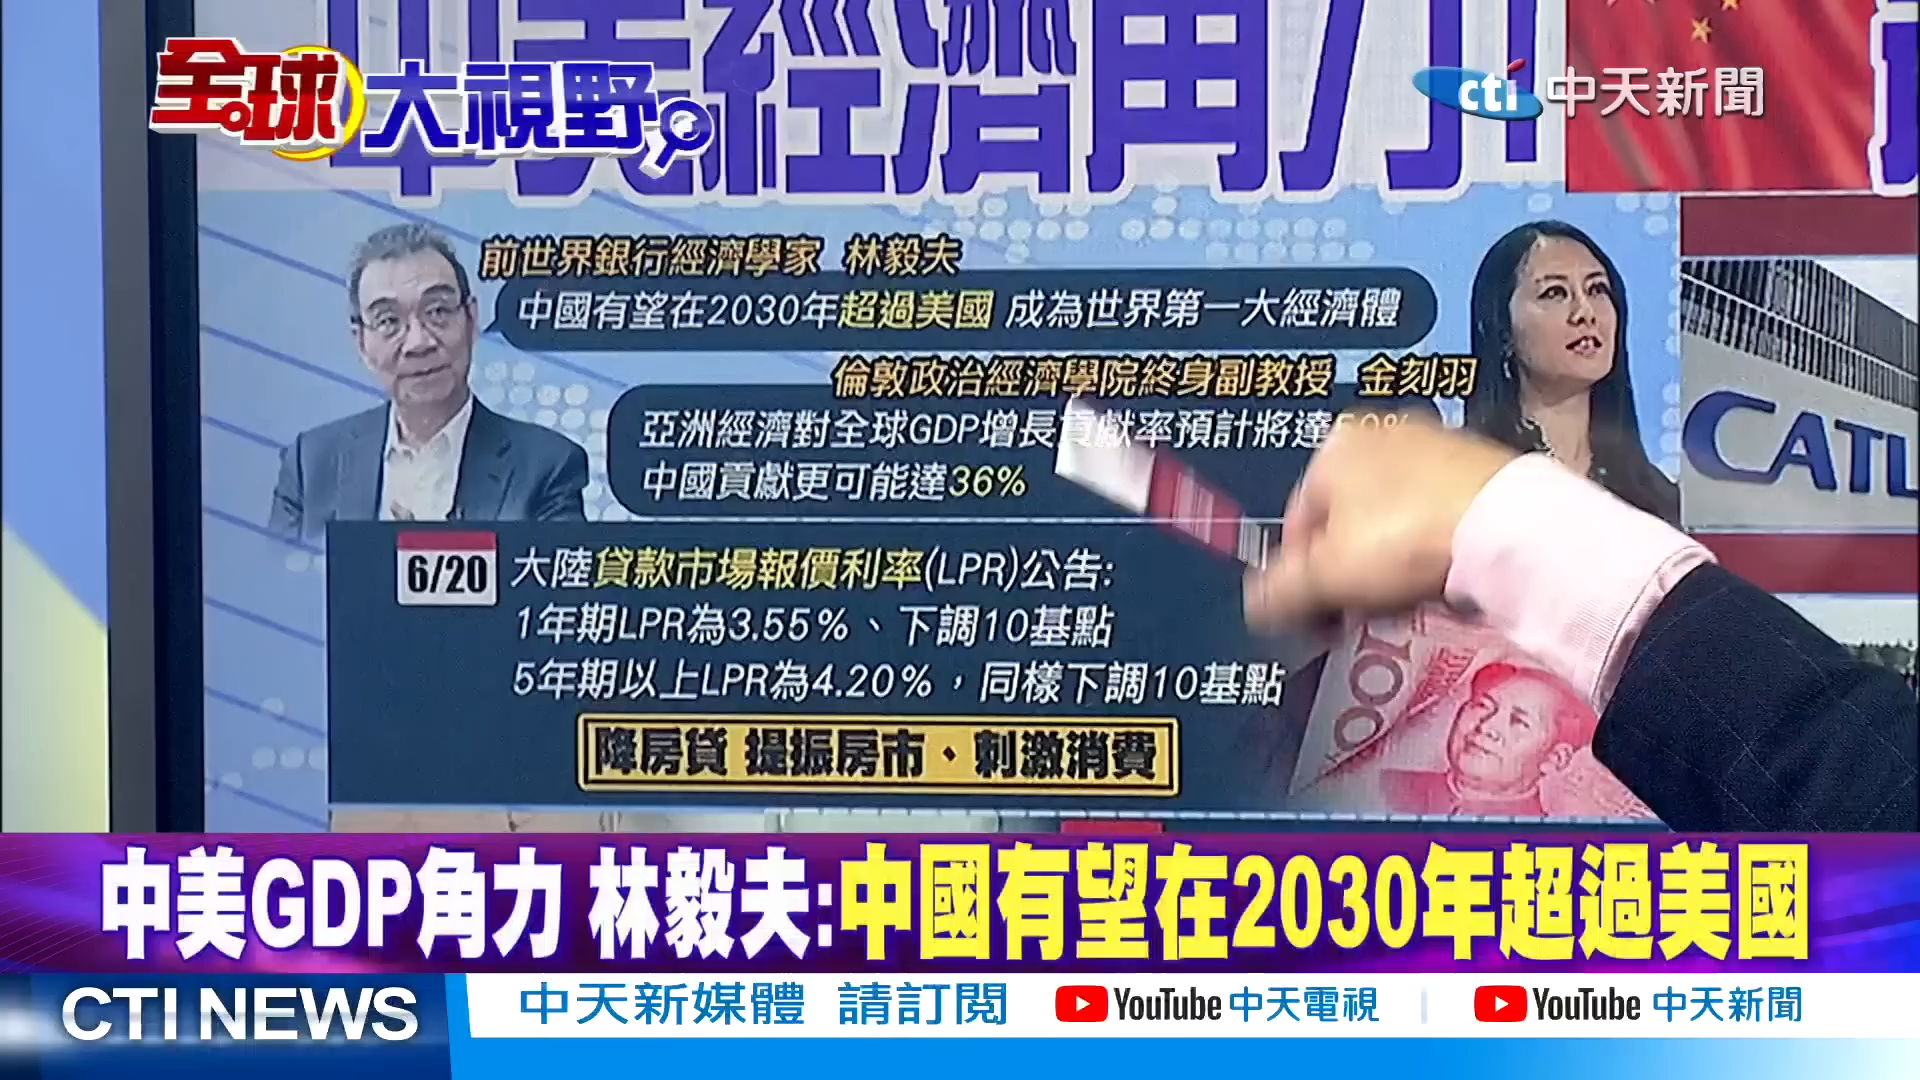 中美經濟角力
全球大視野
cti 中天新聞
前世界銀行經濟學家 林毅夫
中國有望在2030年超過美國 成為世界第一大經濟體
倫敦政治經濟學院終身副教授 金刻羽
亞洲經濟對全球GDP增長貢獻率預計將達50%
中國貢獻更可能達36%
CATL
6/20
大陸貸款市場報價利率(LPR)公告:
1年期LPR為3.55%、下調10基點
5年期以上LPR為4.20%，同樣下調10基點
100
降房貸 提振房市、刺激消費
中美GDP角力 林毅夫:中國有望在2030年超過美國
CTI NEWS
中天新媒體 請訂閱
YouTube 中天電視
YouTube 中天新聞